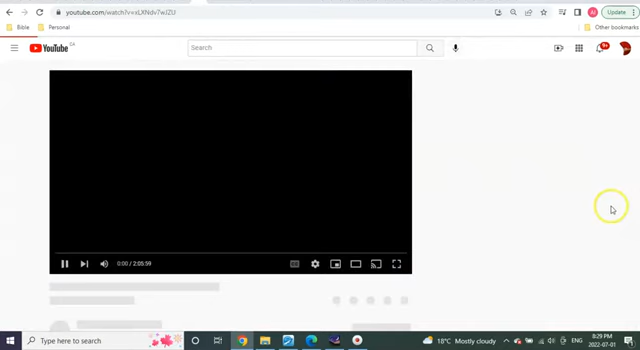 youtube.com/watch?v=xLXNdv7wJZU
Update
Bible
Personal
Other bookmarks
YouTube CA
Search
9+
0:00 / 2:05:59
Type here to search
18°C Mostly cloudy
ENG
8:29 PM
2022-07-01